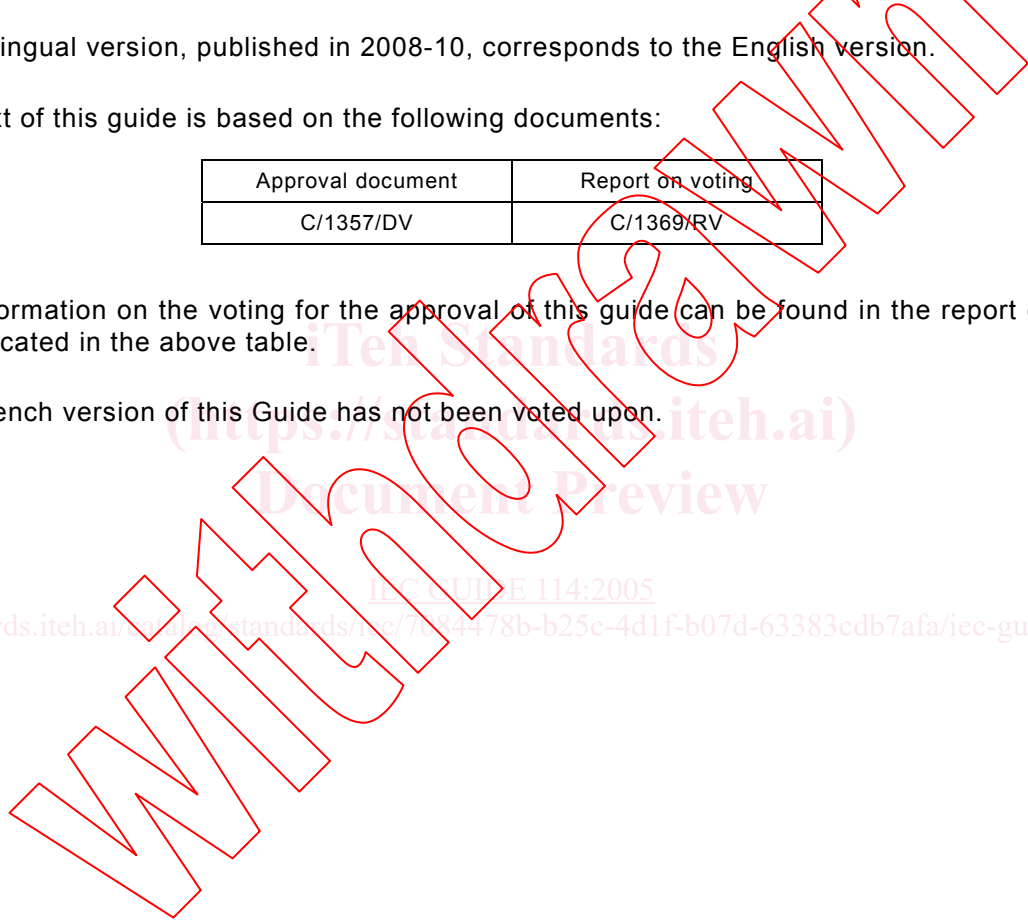 lingual version, published in 2008-10, corresponds to the English version.
xt of this guide is based on the following documents:
Approval document Report on voting
C/1357/DV C/1369/RV
ormation on the voting for the approval of this guide can be found in the report
icated in the above table.
ench version of this Guide has not been voted upon.
iTeh Standards
(https://standards.iteh.ai)
Document Preview
IEC GUIDE 114:2005
rds.iteh.ai/catalog/standards/iec/7684478b-b25c-4d1f-b07d-63383cdb7afa/iec-gu
withdrawn